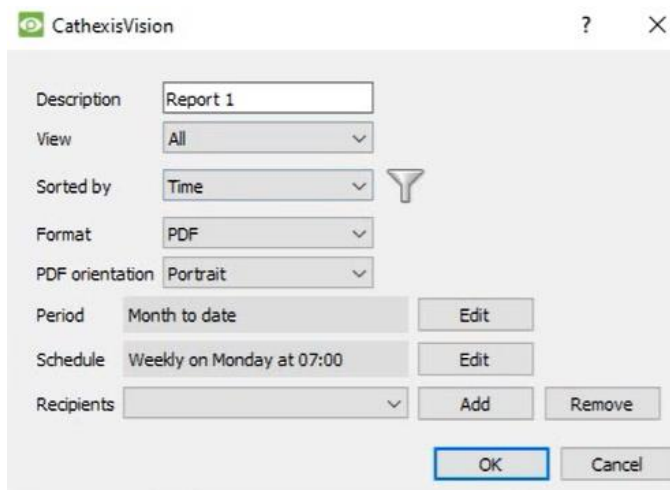 CathexisVision ? X
Description Report 1
View All
Sorted by Time
Format PDF
PDF orientation Portrait
Period Month to date Edit
Schedule Weekly on Monday at 07:00 Edit
Recipients Add Remove
OK Cancel